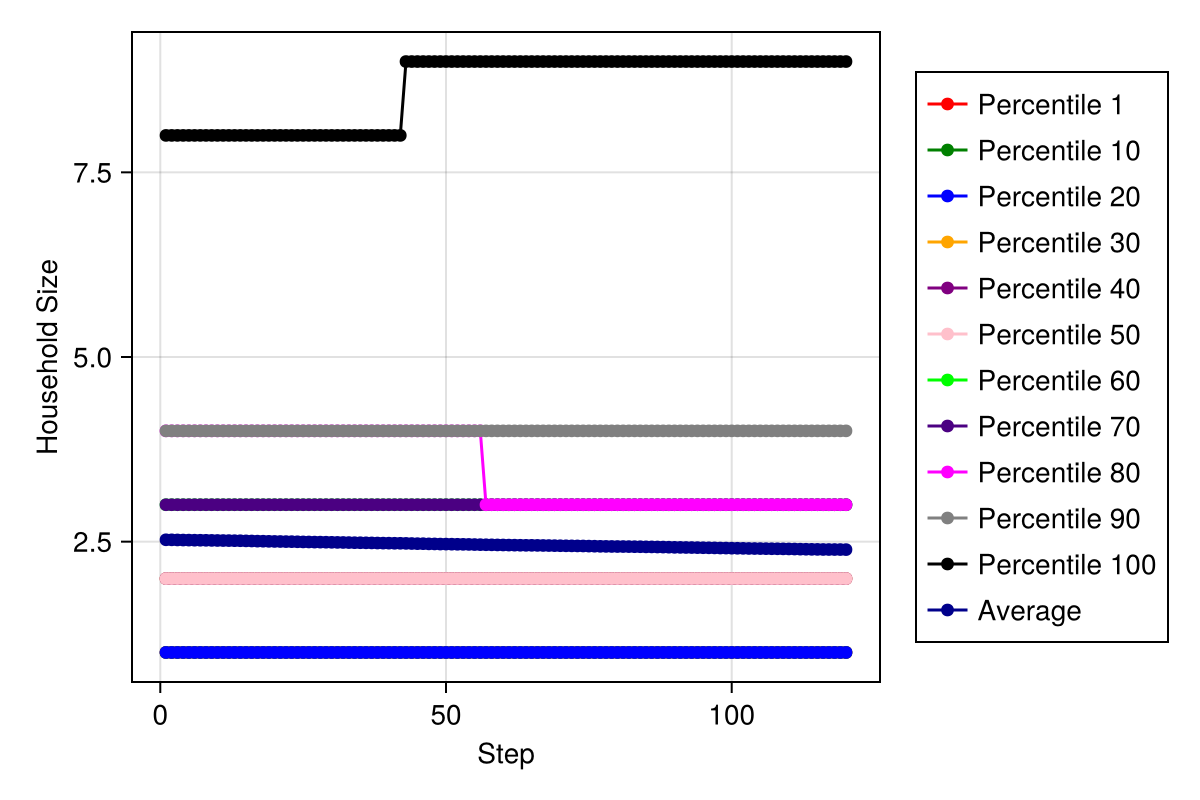 7.5
5.0
2.5
Household Size
0
50
100
Step
Percentile 1
Percentile 10
Percentile 20
Percentile 30
Percentile 40
Percentile 50
Percentile 60
Percentile 70
Percentile 80
Percentile 90
Percentile 100
Average